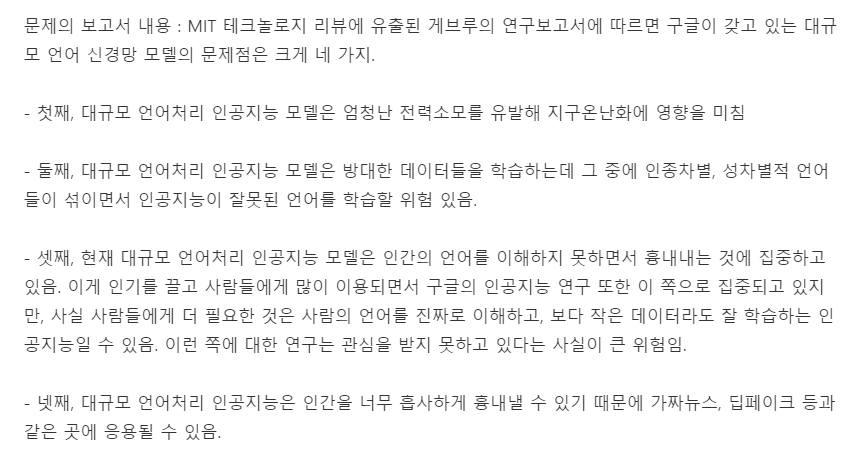 문제의 보고서 내용 : MIT 테크놀로지 리뷰에 유출된 게브루의 연구보고서에 따르면 구글이 갖고 있는 대규
모 언어 신경망 모델의 문제점은 크게 네 가지.
- 첫째, 대규모 언어처리 인공지능 모델은 엄청난 전력소모를 유발해 지구온난화에 영향을 미침
- 둘째, 대규모 언어처리 인공지능 모델은 방대한 데이터들을 학습하는데 그 중에 인종차별, 성차별적 언어
들이 섞이면서 인공지능이 잘못된 언어를 학습할 위험 있음.
- 셋째, 현재 대규모 언어처리 인공지능 모델은 인간의 언어를 이해하지 못하면서 흉내내는 것에 집중하고
있음. 이게 인기를 끌고 사람들에게 많이 이용되면서 구글의 인공지능 연구 또한 이 쪽으로 집중되고 있지
만, 사실 사람들에게 더 필요한 것은 사람의 언어를 진짜로 이해하고, 보다 작은 데이터라도 잘 학습하는 인
공지능일 수 있음. 이런 쪽에 대한 연구는 관심을 받지 못하고 있다는 사실이 큰 위험임.
- 넷째, 대규모 언어처리 인공지능은 인간을 너무 흡사하게 흉내낼 수 있기 때문에 가짜뉴스, 딥페이크 등과
같은 곳에 응용될 수 있음.